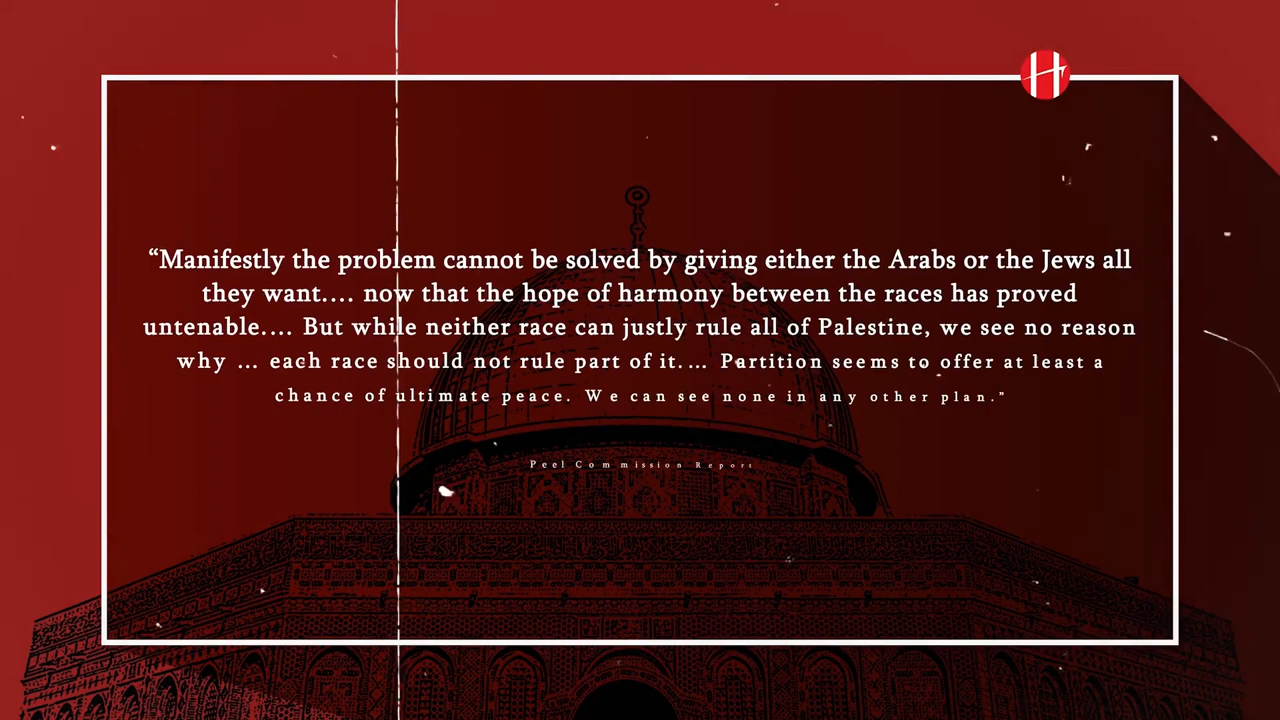 “Manifestly the problem cannot be solved by giving either the Arabs or the Jews all
they want.... now that the hope of harmony between the races has proved
untenable.... But while neither race can justly rule all of Palestine, we see no reason
why ... each race should not rule part of it.... Partition seems to offer at least a
chance of ultimate peace. We can see none in any other plan.”
Peel Commission Report